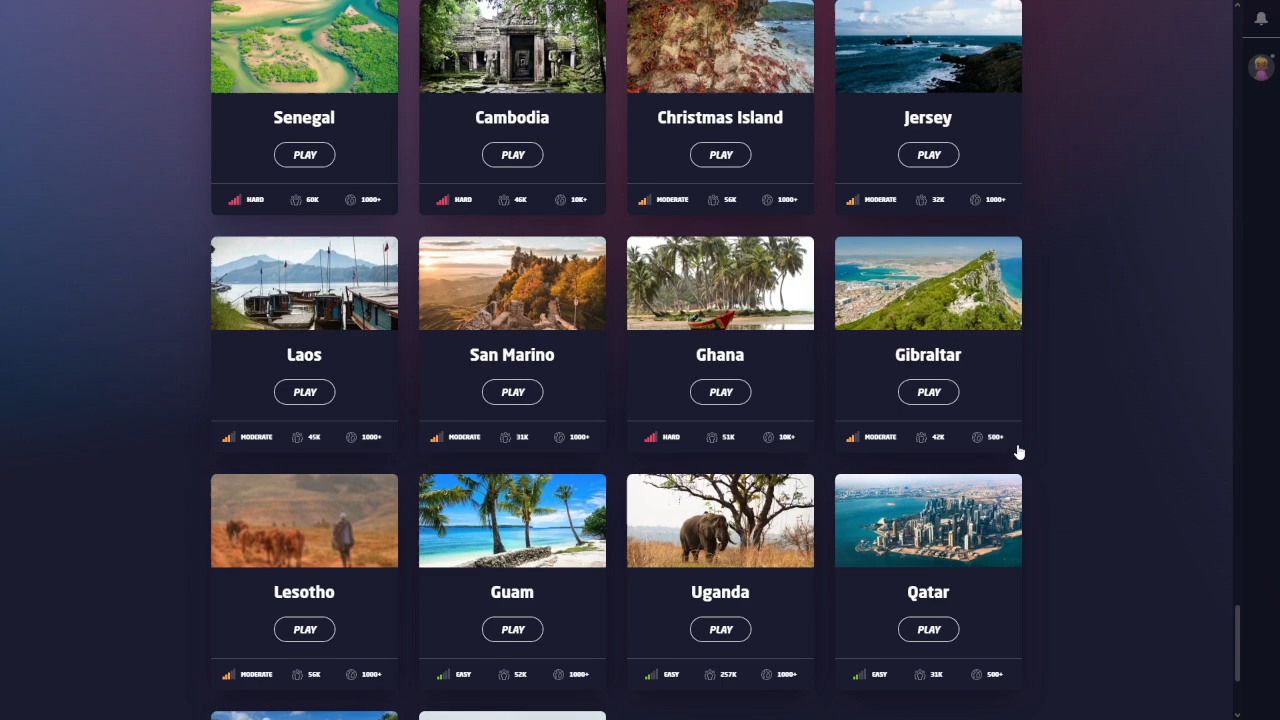 Senegal
PLAY
HARD 60K 1000+
Cambodia
PLAY
HARD 46K 10K+
Christmas Island
PLAY
MODERATE 56K 1000+
Jersey
PLAY
MODERATE 32K 1000+
Laos
PLAY
MODERATE 45K 1000+
San Marino
PLAY
MODERATE 31K 1000+
Ghana
PLAY
HARD 51K 10K+
Gibraltar
PLAY
MODERATE 42K 500+
Lesotho
PLAY
MODERATE 56K 1000+
Guam
PLAY
EASY 52K 1000+
Uganda
PLAY
EASY 257K 1000+
Qatar
PLAY
EASY 31K 500+